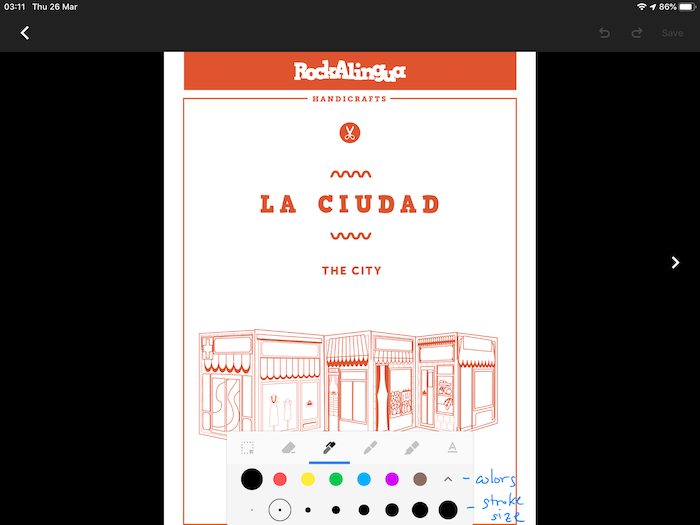 03:11 Thu 26 Mar 86%
Save
RockAlingua
HANDICRAFTS
LA CIUDAD
THE CITY
A
- colors
- stroke
size